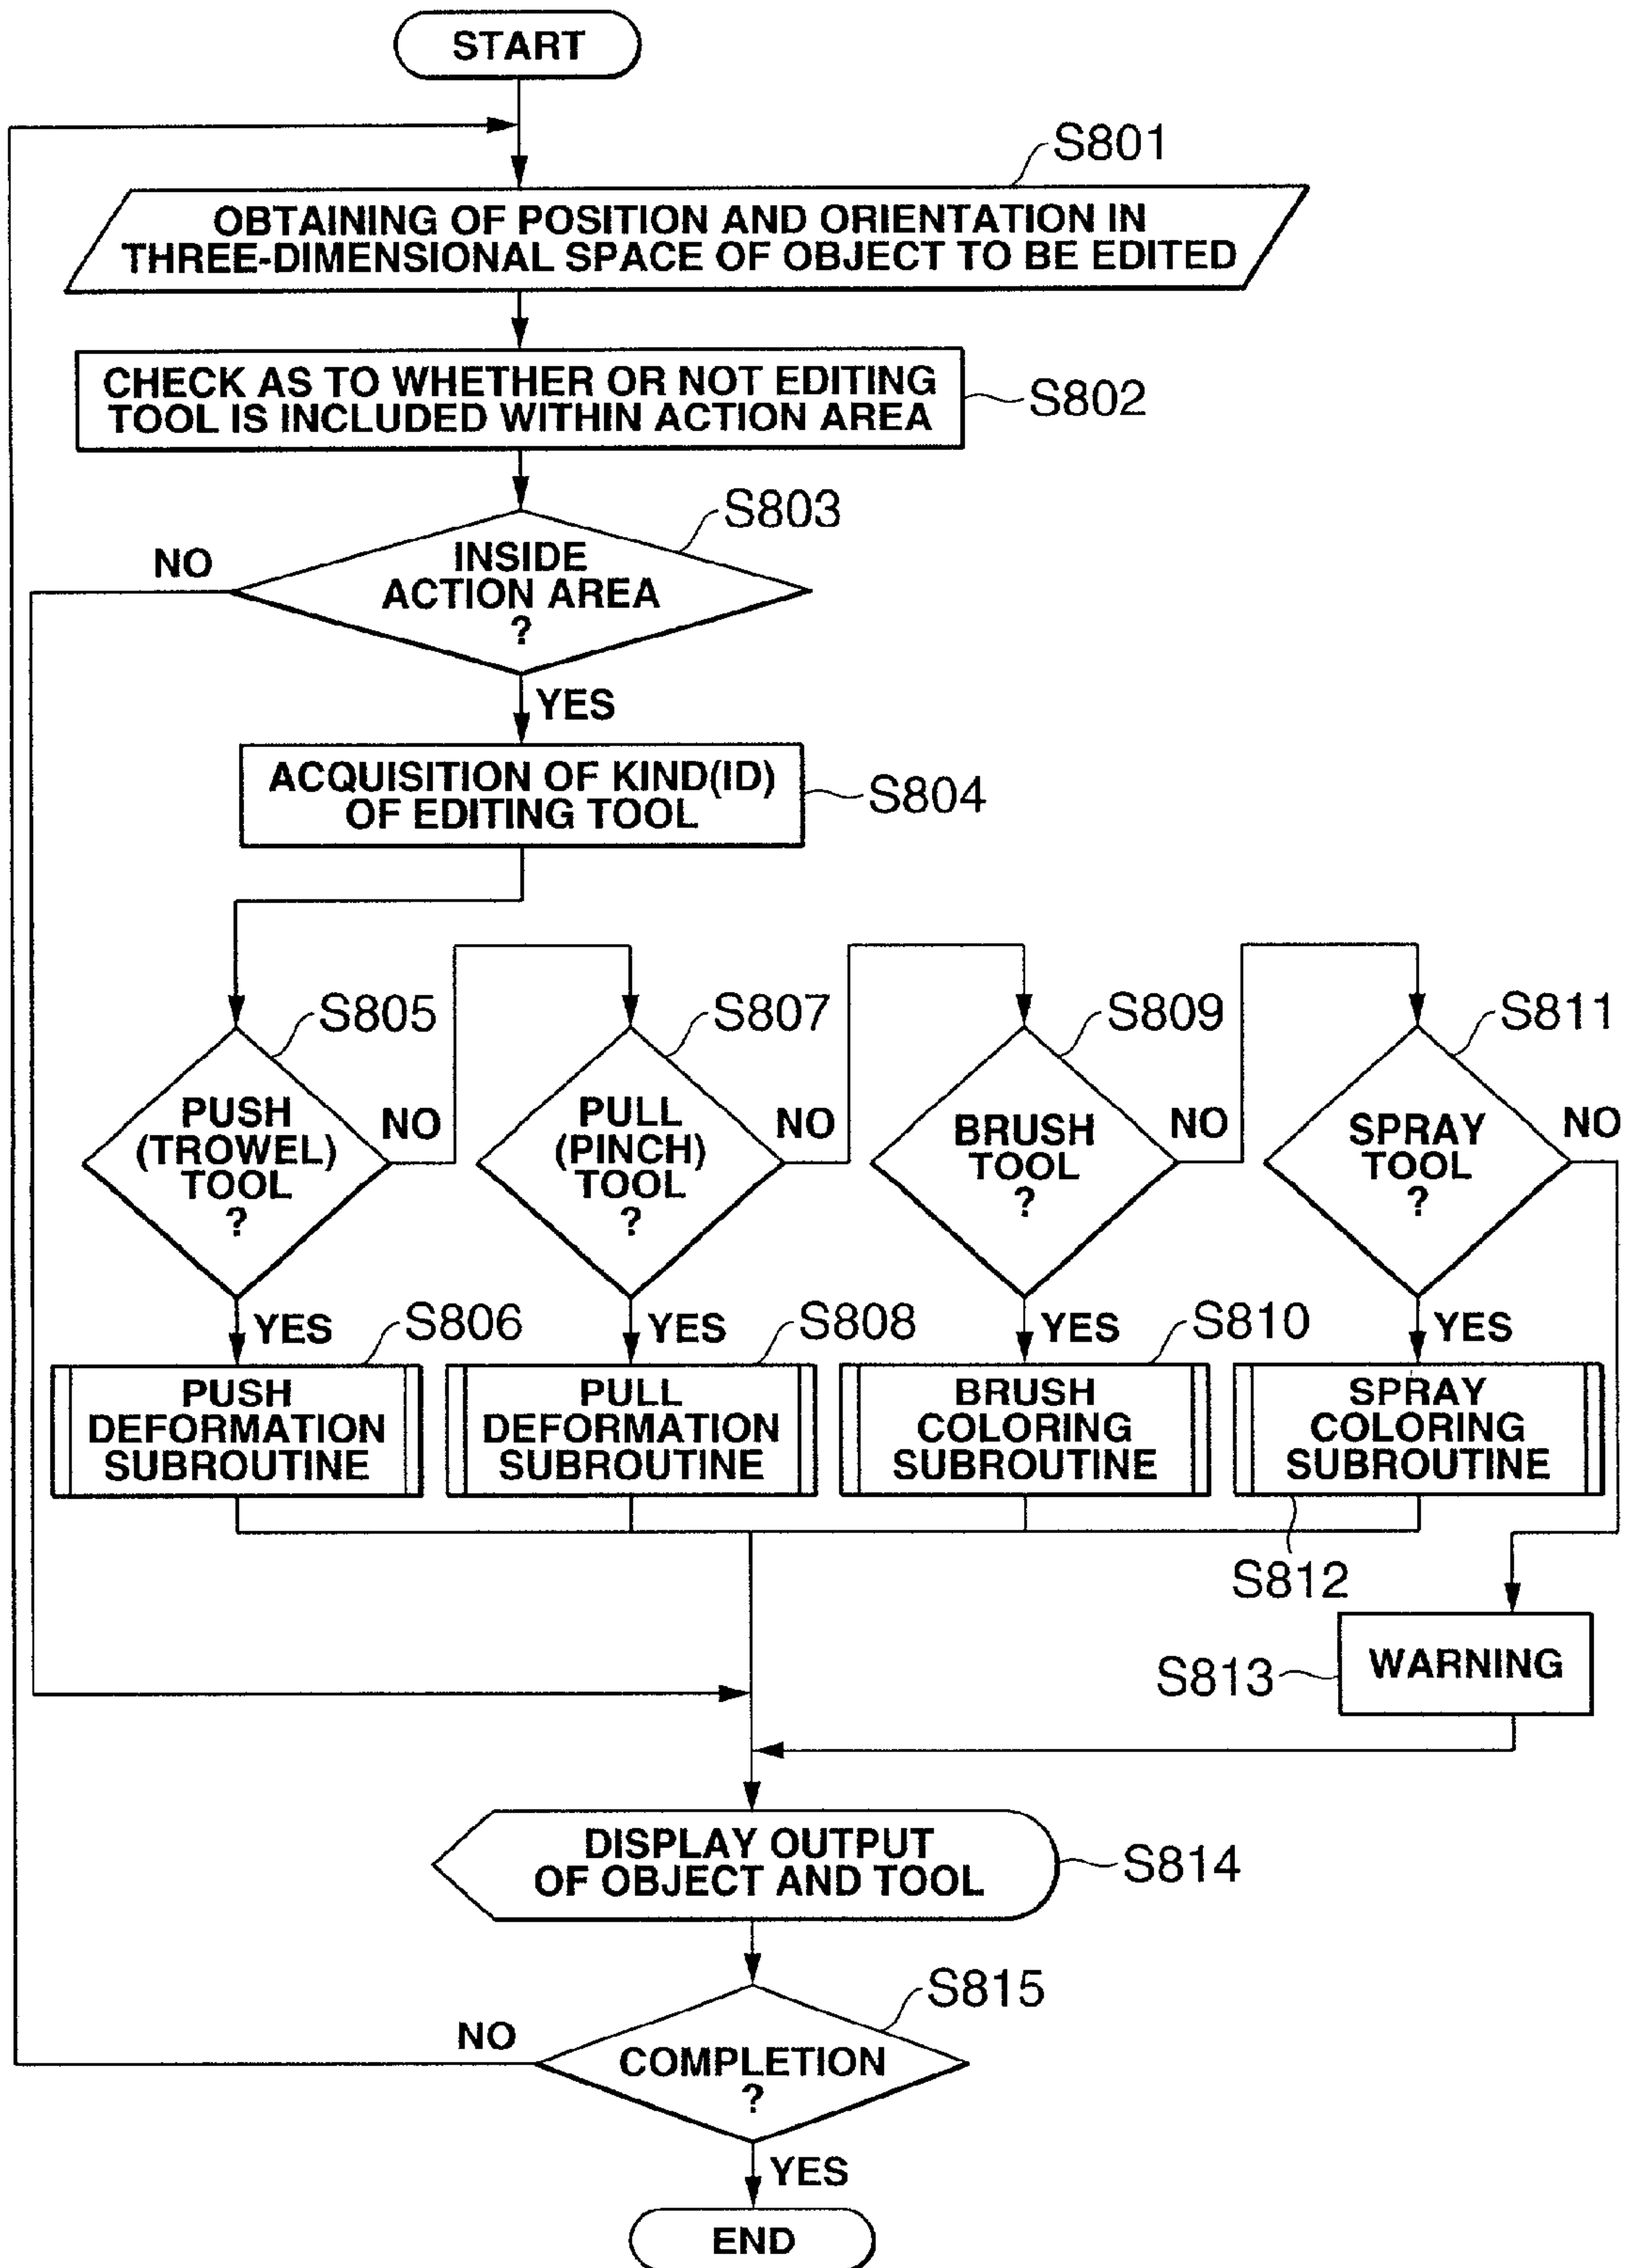 START
S801
OBTAINING OF POSITION AND ORIENTATION IN
THREE-DIMENSIONAL SPACE OF OBJECT TO BE EDITED
CHECK AS TO WHETHER OR NOT EDITING
TOOL IS INCLUDED WITHIN ACTION AREA
S802
S803
NO
INSIDE
ACTION AREA
?
YES
ACQUISITION OF KIND(ID)
OF EDITING TOOL
S804
S805
PUSH
(TROWEL)
TOOL
?
NO
YES
S806
PUSH
DEFORMATION
SUBROUTINE
S807
PULL
(PINCH)
TOOL
?
NO
YES
S808
PULL
DEFORMATION
SUBROUTINE
S809
BRUSH
TOOL
?
NO
YES
S810
BRUSH
COLORING
SUBROUTINE
S811
SPRAY
TOOL
?
NO
YES
SPRAY
COLORING
SUBROUTINE
S812
S813
WARNING
DISPLAY OUTPUT
OF OBJECT AND TOOL
S814
S815
NO
COMPLETION
?
YES
END